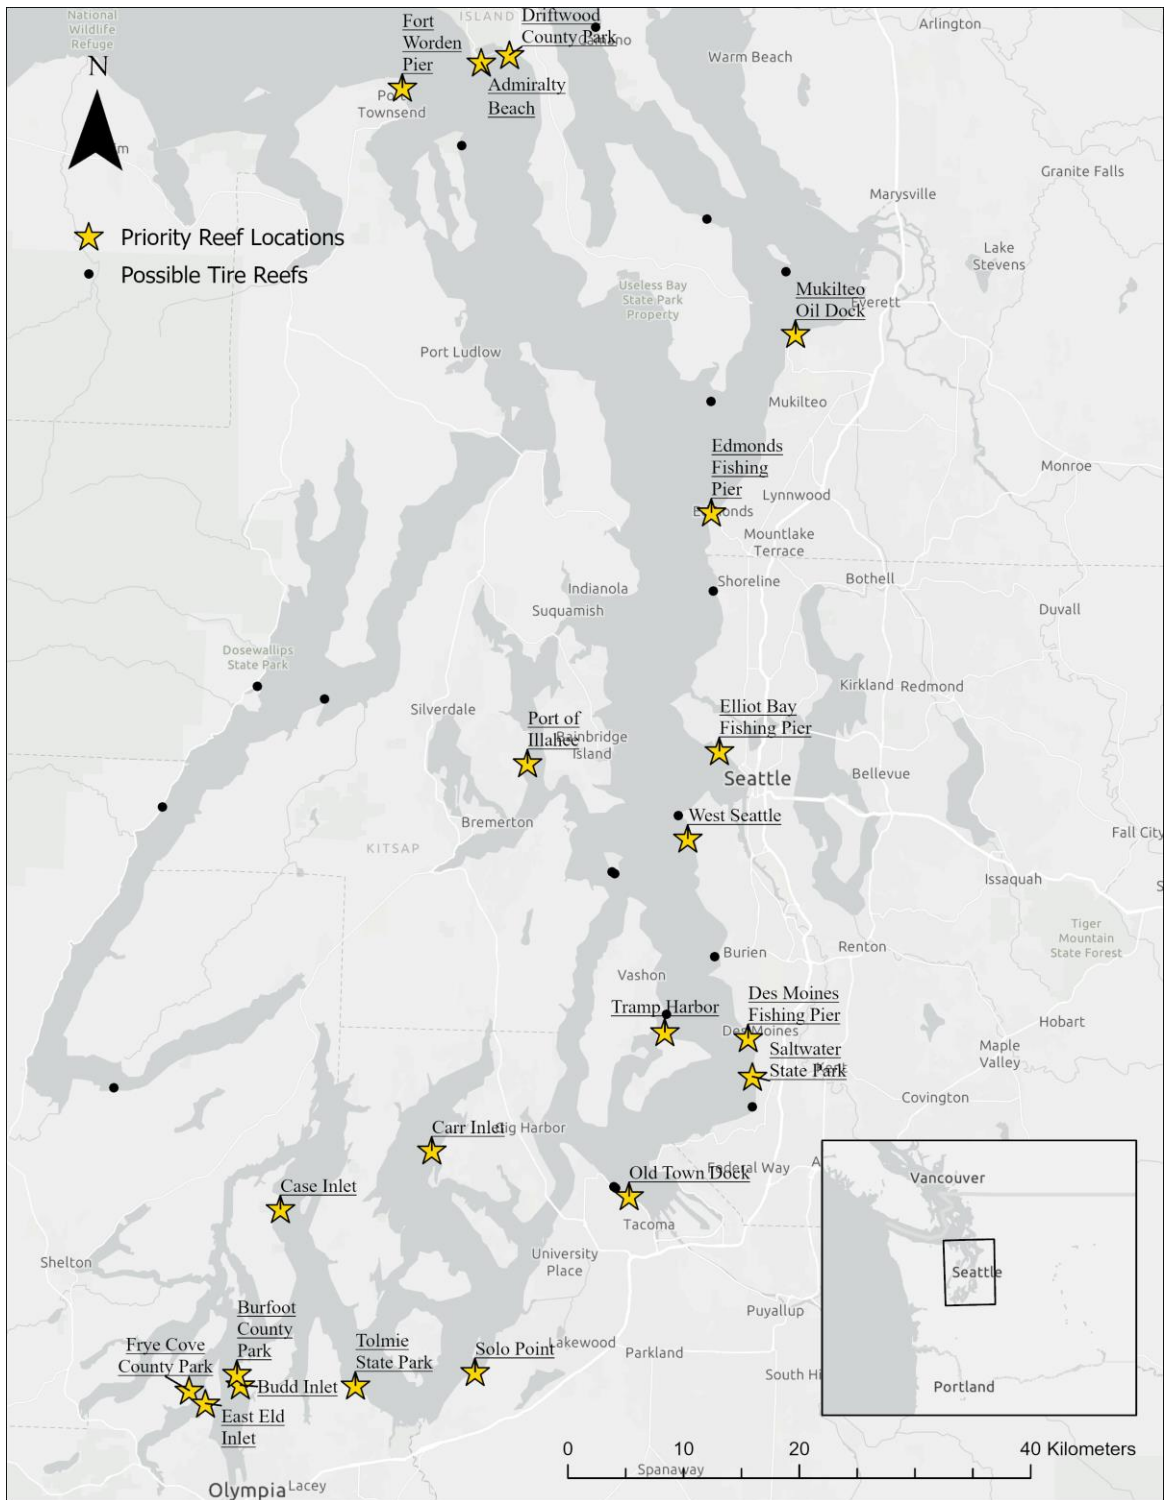 National
Wildlife
Refuge
ISLAND
Driftwood
County Park
Camano
Arlington
Fort
Worden
Pier
Warm Beach
N
Admiralty
Beach
Port
Townsend
Granite Falls
Marysville
Priority Reef Locations
Possible Tire Reefs
Lake
Stevens
Useless Bay
State Park
Property
Mukilteo
Oil Dock
Everett
Port Ludlow
Mukilteo
Edmonds
Fishing
Pier
Monroe
Lynnwood
Edmonds
Mountlake
Terrace
Shoreline
Bothell
Indianola
Suquamish
Duvall
Dosewallips
State Park
Kirkland
Redmond
Silverdale
Elliot Bay
Fishing Pier
Port of
Illahee
Bainbridge
Island
Seattle
Bellevue
West Seattle
Bremerton
Fall City
KITSAP
Issaquah
Tiger
Mountain
State Forest
Burien
Renton
Vashon
Tramp Harbor
Des Moines
Fishing Pier
Des Moines
Hobart
Saltwater
State Park
Kent
Maple
Valley
Covington
Carr Inlet
Gig Harbor
Old Town Dock
Federal Way
Case Inlet
Tacoma
Vancouver
Shelton
University
Place
Seattle
Puyallup
Burfoot
County
Park
Frye Cove
County Park
Tolmie
State Park
Solo Point
Lakewood
Parkland
South Hi
Portland
Budd Inlet
East Eld
Inlet
0 10 20 40 Kilometers
Spanaway
Olympia
Lacey